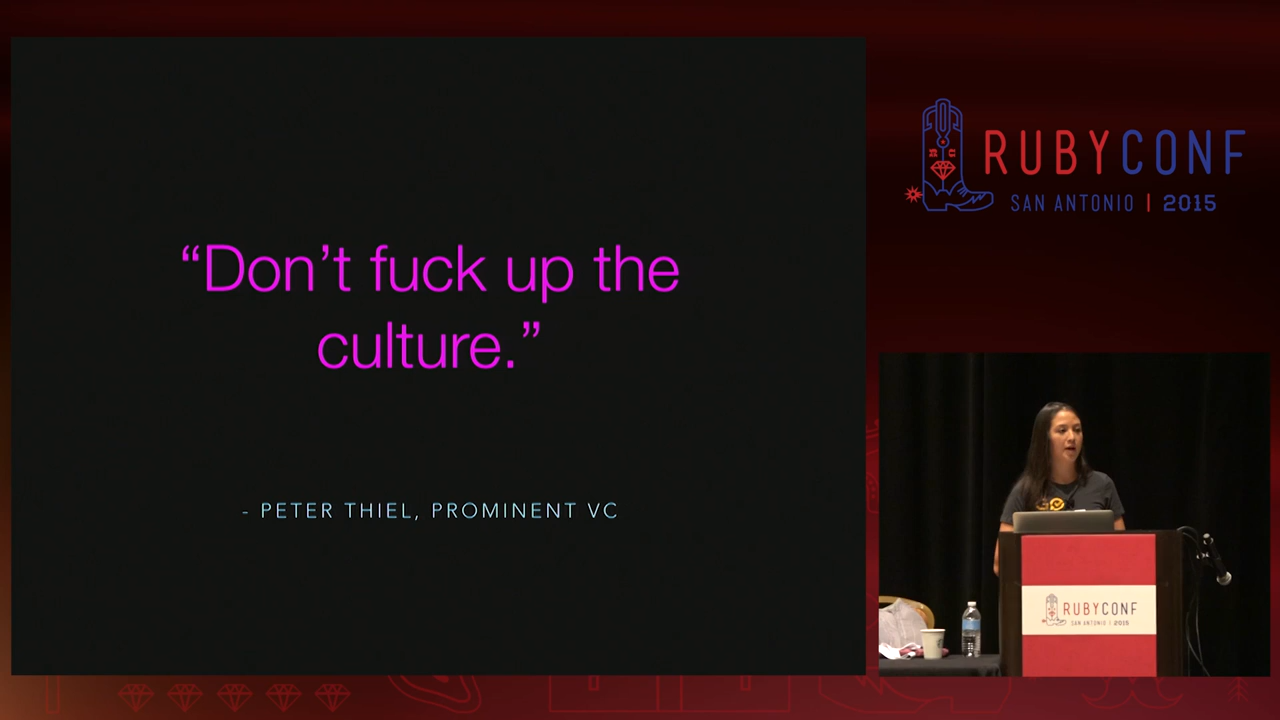 “Don’t fuck up the
culture.”
- PETER THIEL, PROMINENT VC
RUBYCONF
SAN ANTONIO | 2015
RUBYCONF
SAN ANTONIO | 2015